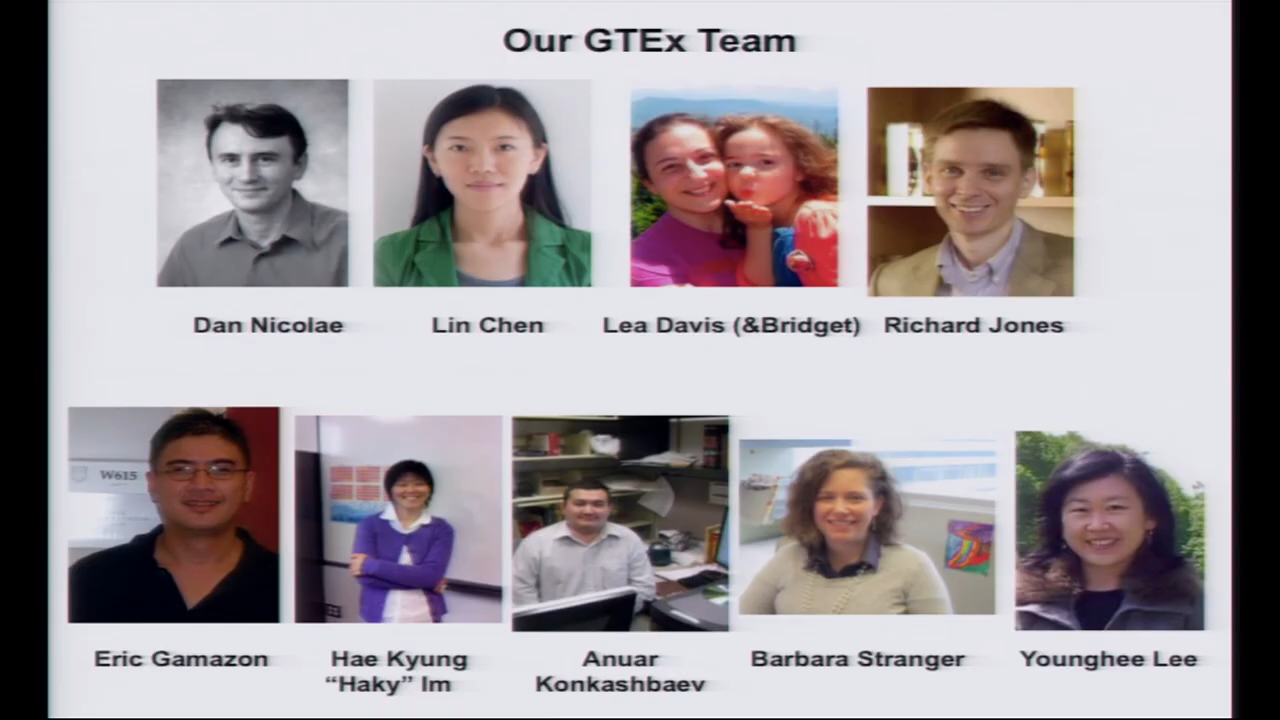 Our GTEx Team
Dan Nicolae
Lin Chen
Lea Davis (&Bridget)
Richard Jones
W615
Eric Gamazon
Hae Kyung
“Haky” Im
Anuar
Konkashbaev
Barbara Stranger
Younghee Lee